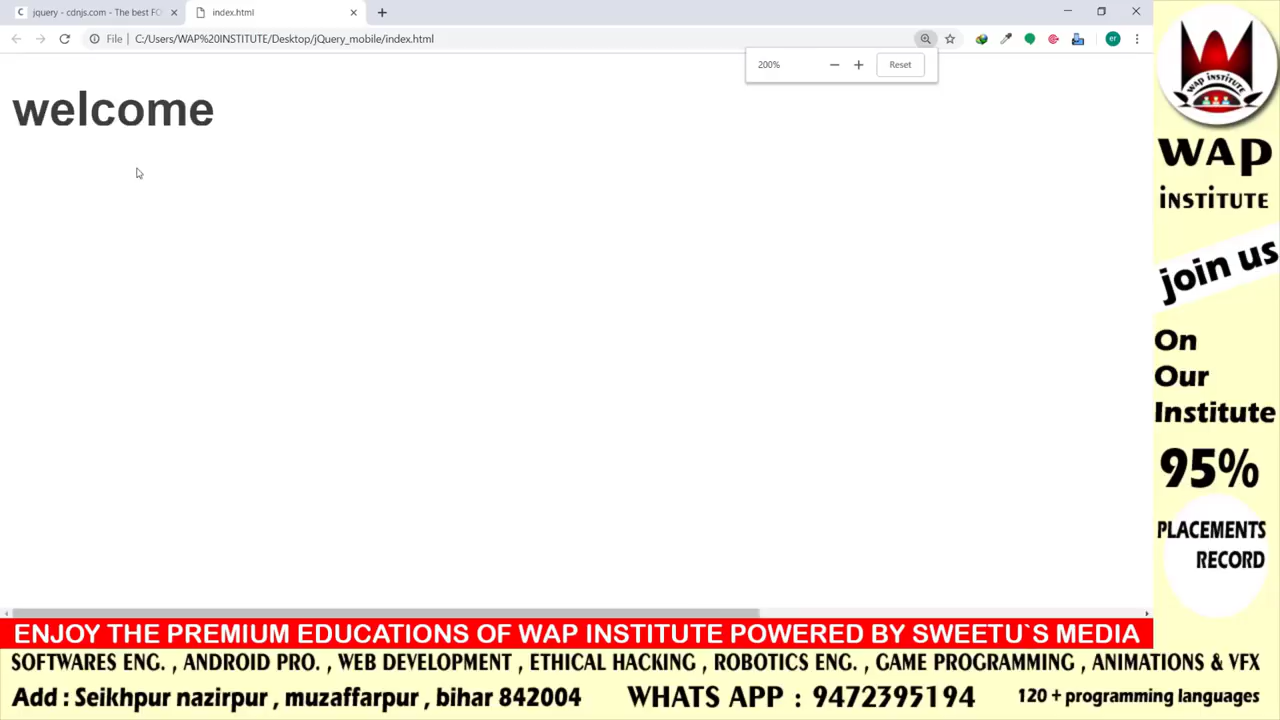 jquery - cdnjs.com - The best FO
index.html
File
C:/Users/WAP%20INSTITUTE/Desktop/jQuery_mobile/index.html
er
200%
Reset
welcome
wap institute
WAP
iNSTiTUTE
join us
On
Our
Institute
95%
PLACEMENTS
RECORD
ENJOY THE PREMIUM EDUCATIONS OF WAP INSTITUTE POWERED BY SWEETU`S MEDIA
SOFTWARES ENG. , ANDROID PRO. , WEB DEVELOPMENT , ETHICAL HACKING , ROBOTICS ENG. , GAME PROGRAMMING , ANIMATIONS & VFX
Add : Seikhpur nazirpur , muzaffarpur , bihar 842004 WHATS APP : 9472395194 120 + programming languages